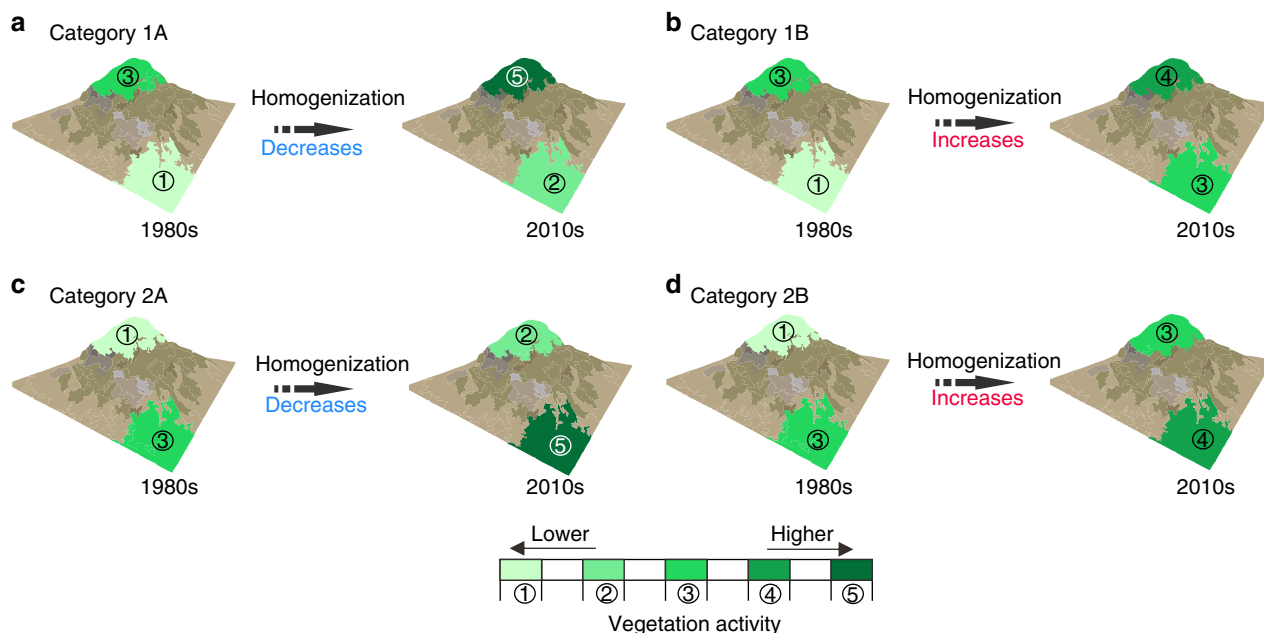 a
Category 1A
③
①
1980s
Homogenization
Decreases
⑤
②
2010s
b
Category 1B
③
①
1980s
Homogenization
Increases
④
③
2010s
c
Category 2A
①
③
1980s
Homogenization
Decreases
②
⑤
2010s
d
Category 2B
①
③
1980s
Homogenization
Increases
③
④
2010s
Lower Higher
① ② ③ ④ ⑤
Vegetation activity